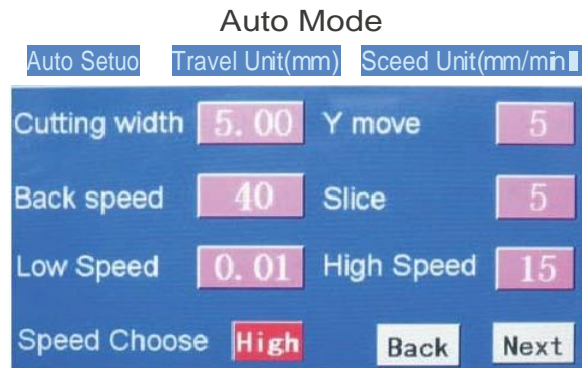 Auto Mode
Auto Setuo Travel Unit(mm) Sceed Unit(mm/min
Cutting width 5.00 Y move 5
Back speed 40 Slice 5
Low Speed 0.01 High Speed 15
Speed Choose High Back Next